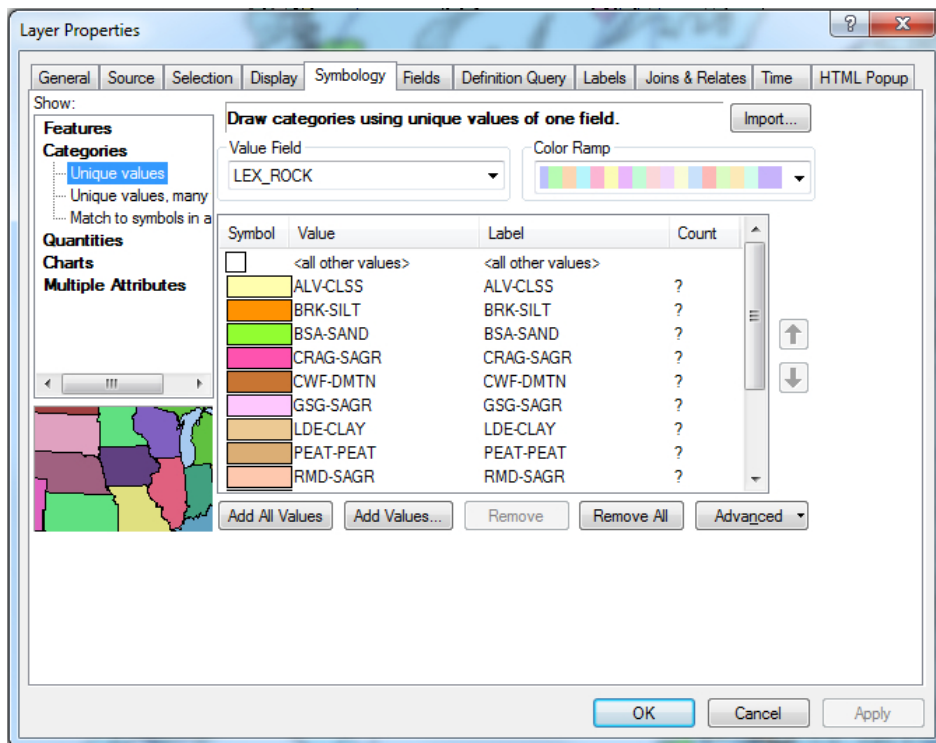 Layer Properties
General Source Selection Display Symbology Fields Definition Query Labels Joins & Relates Time HTML Popup
Show:
Features
Categories
Unique values
Unique values, many
Match to symbols in a
Quantities
Charts
Multiple Attributes
Draw categories using unique values of one field.
Import...
Value Field
LEX_ROCK
Color Ramp
Symbol Value Label Count
<all other values> <all other values>
ALV-CLSS ALV-CLSS ?
BRK-SILT BRK-SILT ?
BSA-SAND BSA-SAND ?
CRAG-SAGR CRAG-SAGR ?
CWF-DMTN CWF-DMTN ?
GSG-SAGR GSG-SAGR ?
LDE-CLAY LDE-CLAY ?
PEAT-PEAT PEAT-PEAT ?
RMD-SAGR RMD-SAGR ?
Add All Values Add Values... Remove Remove All Advanced
OK Cancel Apply